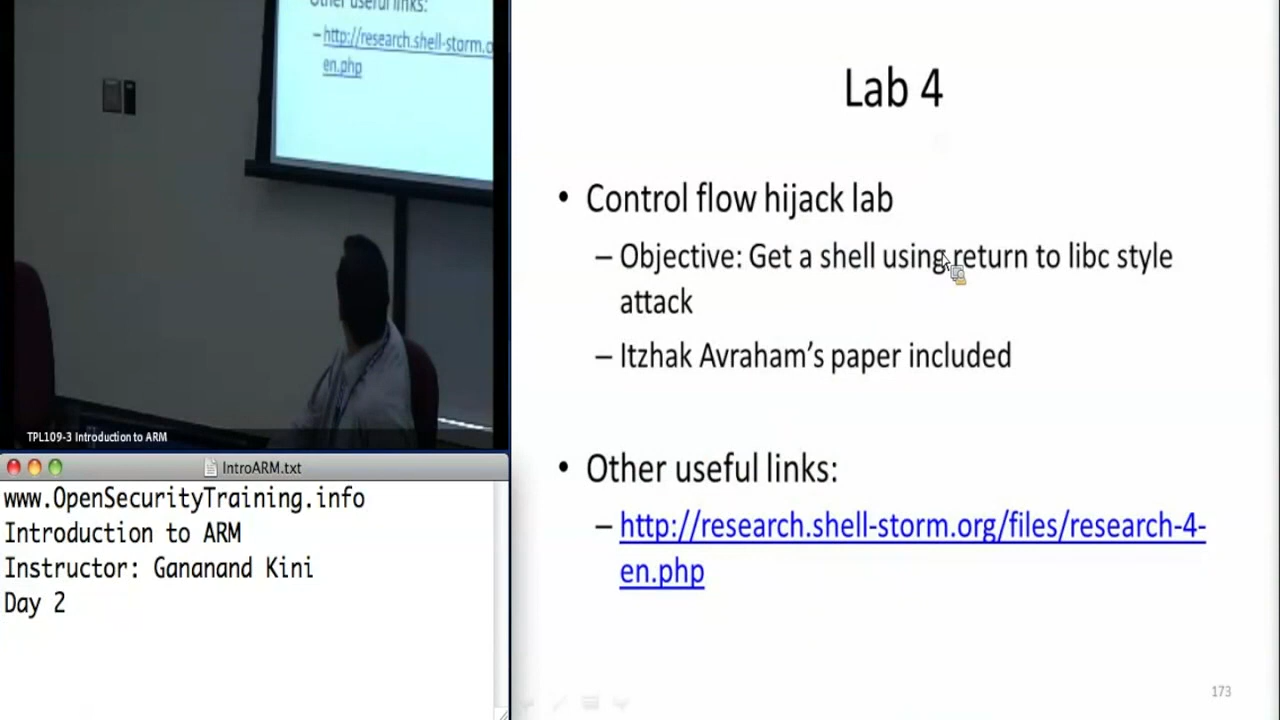 Other useful links:
–http://research.shell-storm.o
en.php
TPL109-3 Introduction to ARM
IntroARM.txt
www.OpenSecurityTraining.info
Introduction to ARM
Instructor: Gananand Kini
Day 2
Lab 4
• Control flow hijack lab
– Objective: Get a shell using return to libc style
attack
– Itzhak Avraham’s paper included
• Other useful links:
– http://research.shell-storm.org/files/research-4-
en.php
173